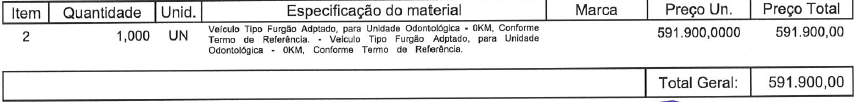 Item Quantidade Unid. Especificação do material Marca Preço Un. Preço Total
2 1,000 UN Veículo Tipo Furgão Adptado, para Unidade Odontológica - 0KM, Conforme 591.900,0000 591.900,00
Termo de Referência. - Veículo Tipo Furgão Adptado, para Unidade
Odontológica - 0KM, Conforme Termo de Referência.
Total Geral: 591.900,00